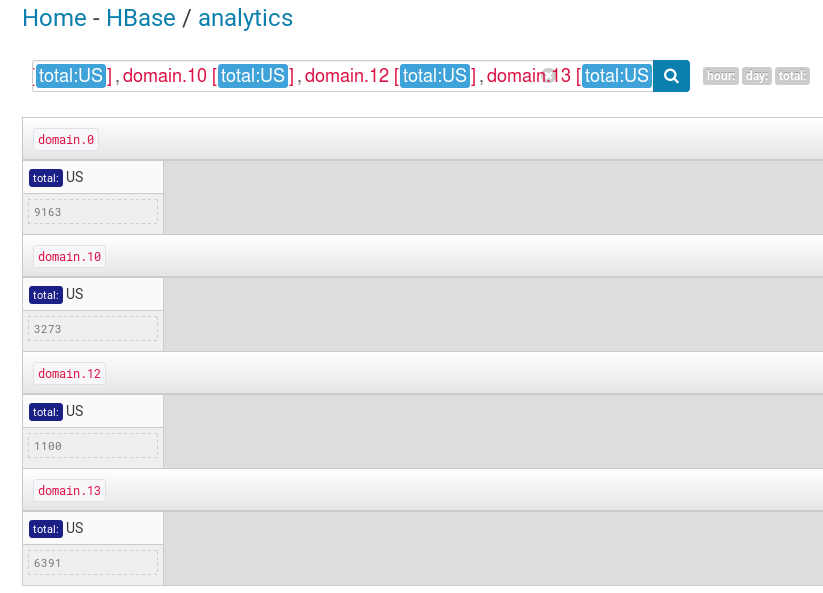 Home - HBase / analytics
[total:US] , domain.10 [total:US] , domain.12 [total:US] , domain.13 [total:US
hour: day: total:
domain.0
total: US
9163
domain.10
total: US
3273
domain.12
total: US
1100
domain.13
total: US
6391